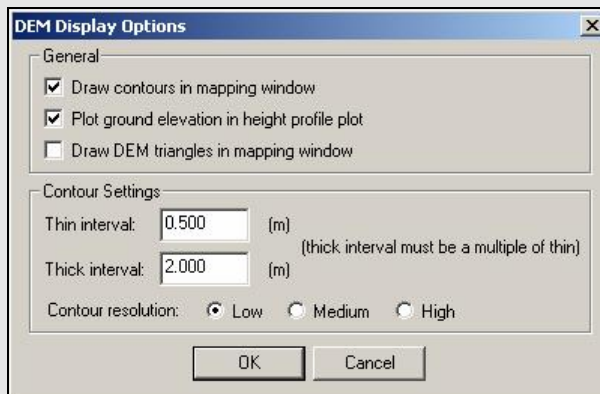 DEM Display Options
General
Draw contours in mapping window
Plot ground elevation in height profile plot
Draw DEM triangles in mapping window
Contour Settings
Thin interval: 0.500 (m)
(thick interval must be a multiple of thin)
Thick interval: 2.000 (m)
Contour resolution: Low Medium High
OK Cancel